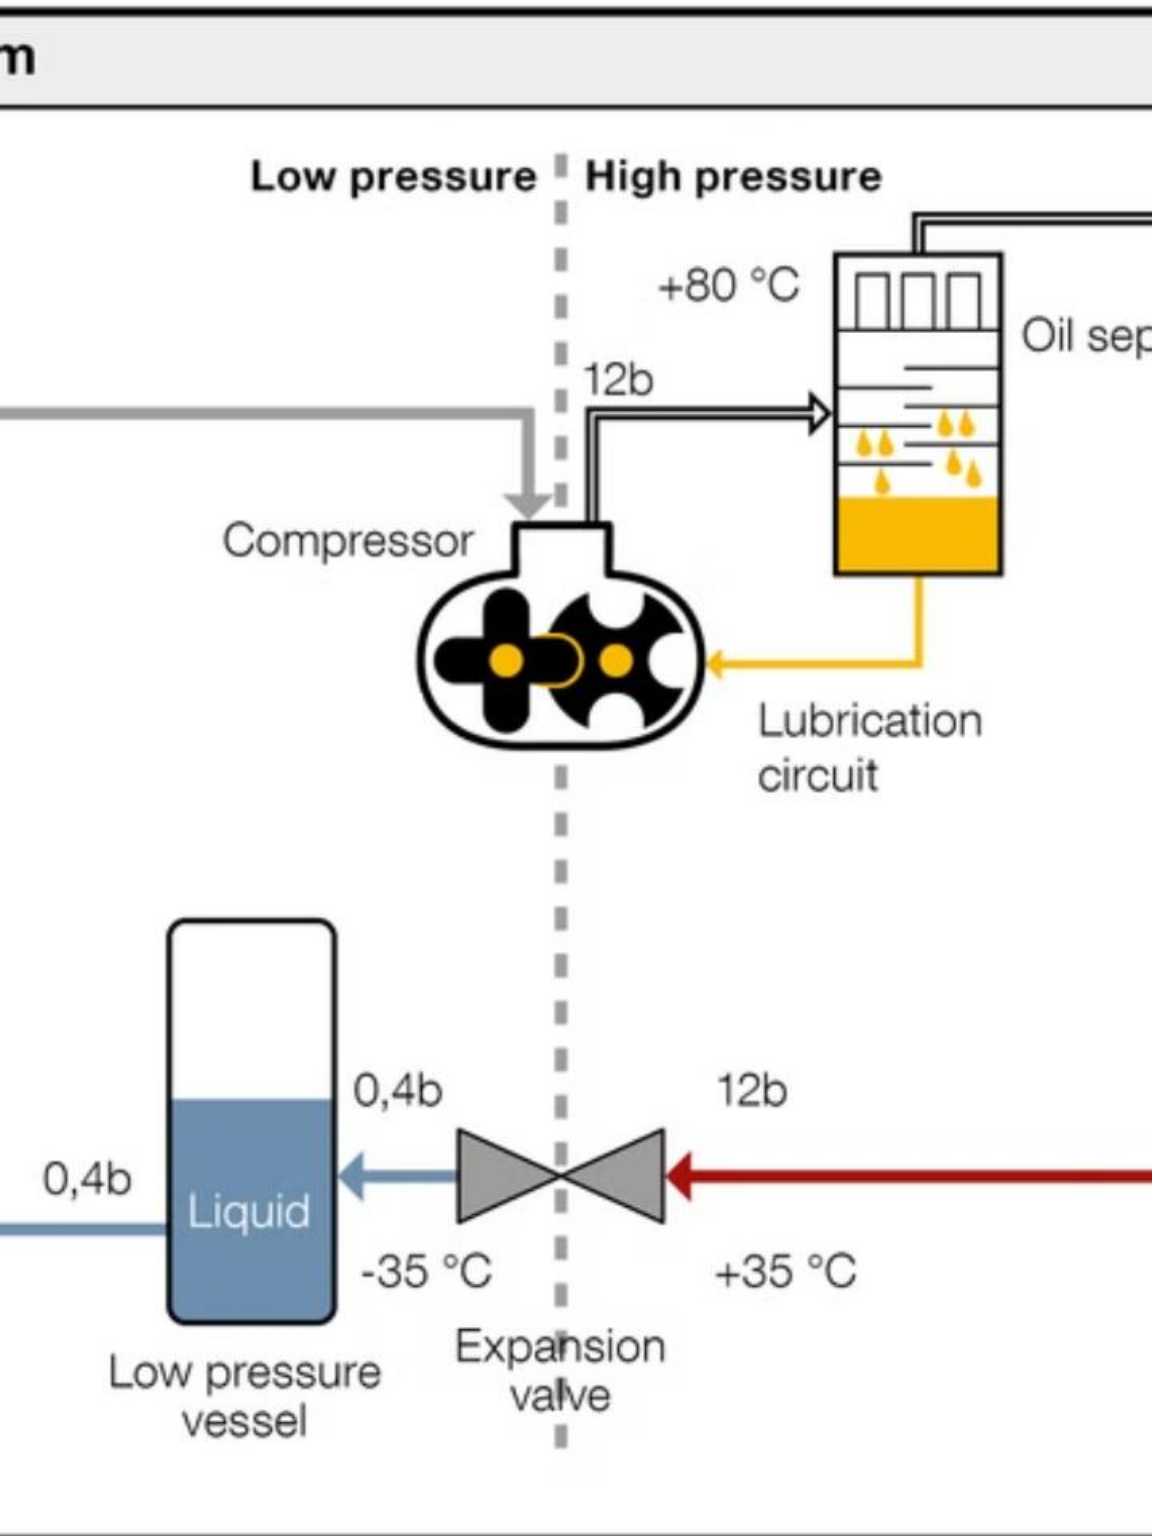 m
Low pressure
High pressure
+80 °C
Oil sep
12b
Compressor
Lubrication
circuit
0,4b
12b
0,4b
Liquid
-35 °C
+35 °C
Expansion
valve
Low pressure
vessel